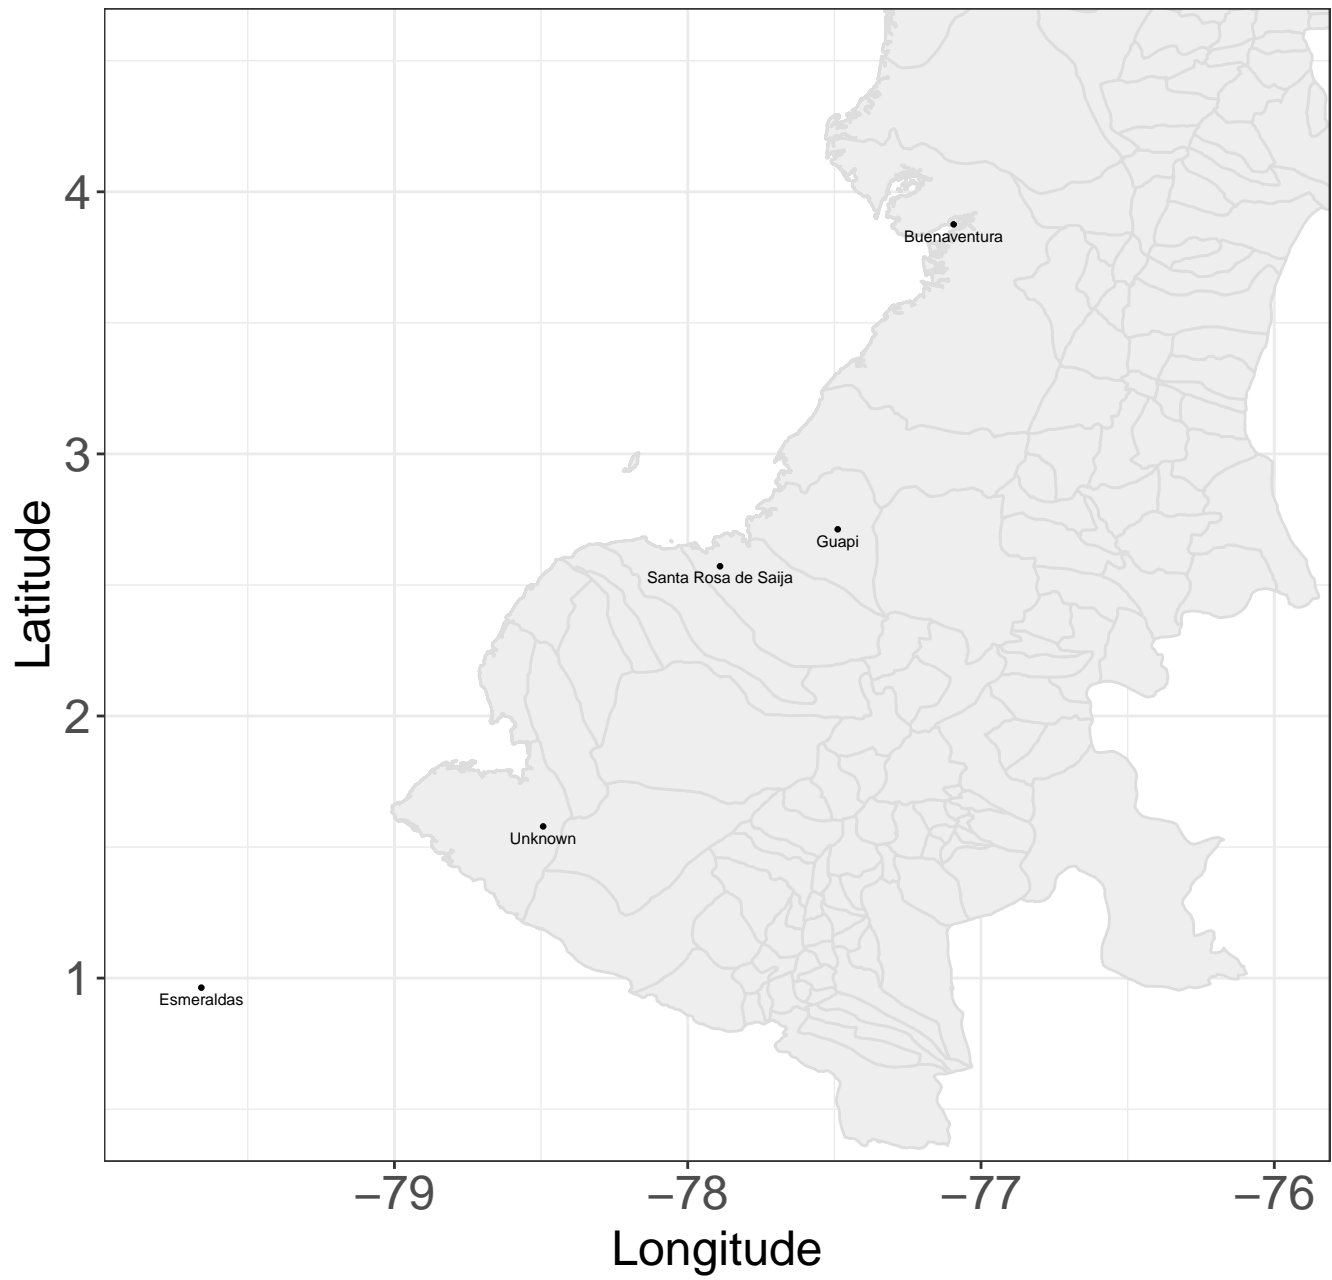 4
Buenaventura
3
Guapi
Santa Rosa de Saija
Latitude
2
Unknown
1
Esmeraldas
−79
−78
−77
−76
Longitude